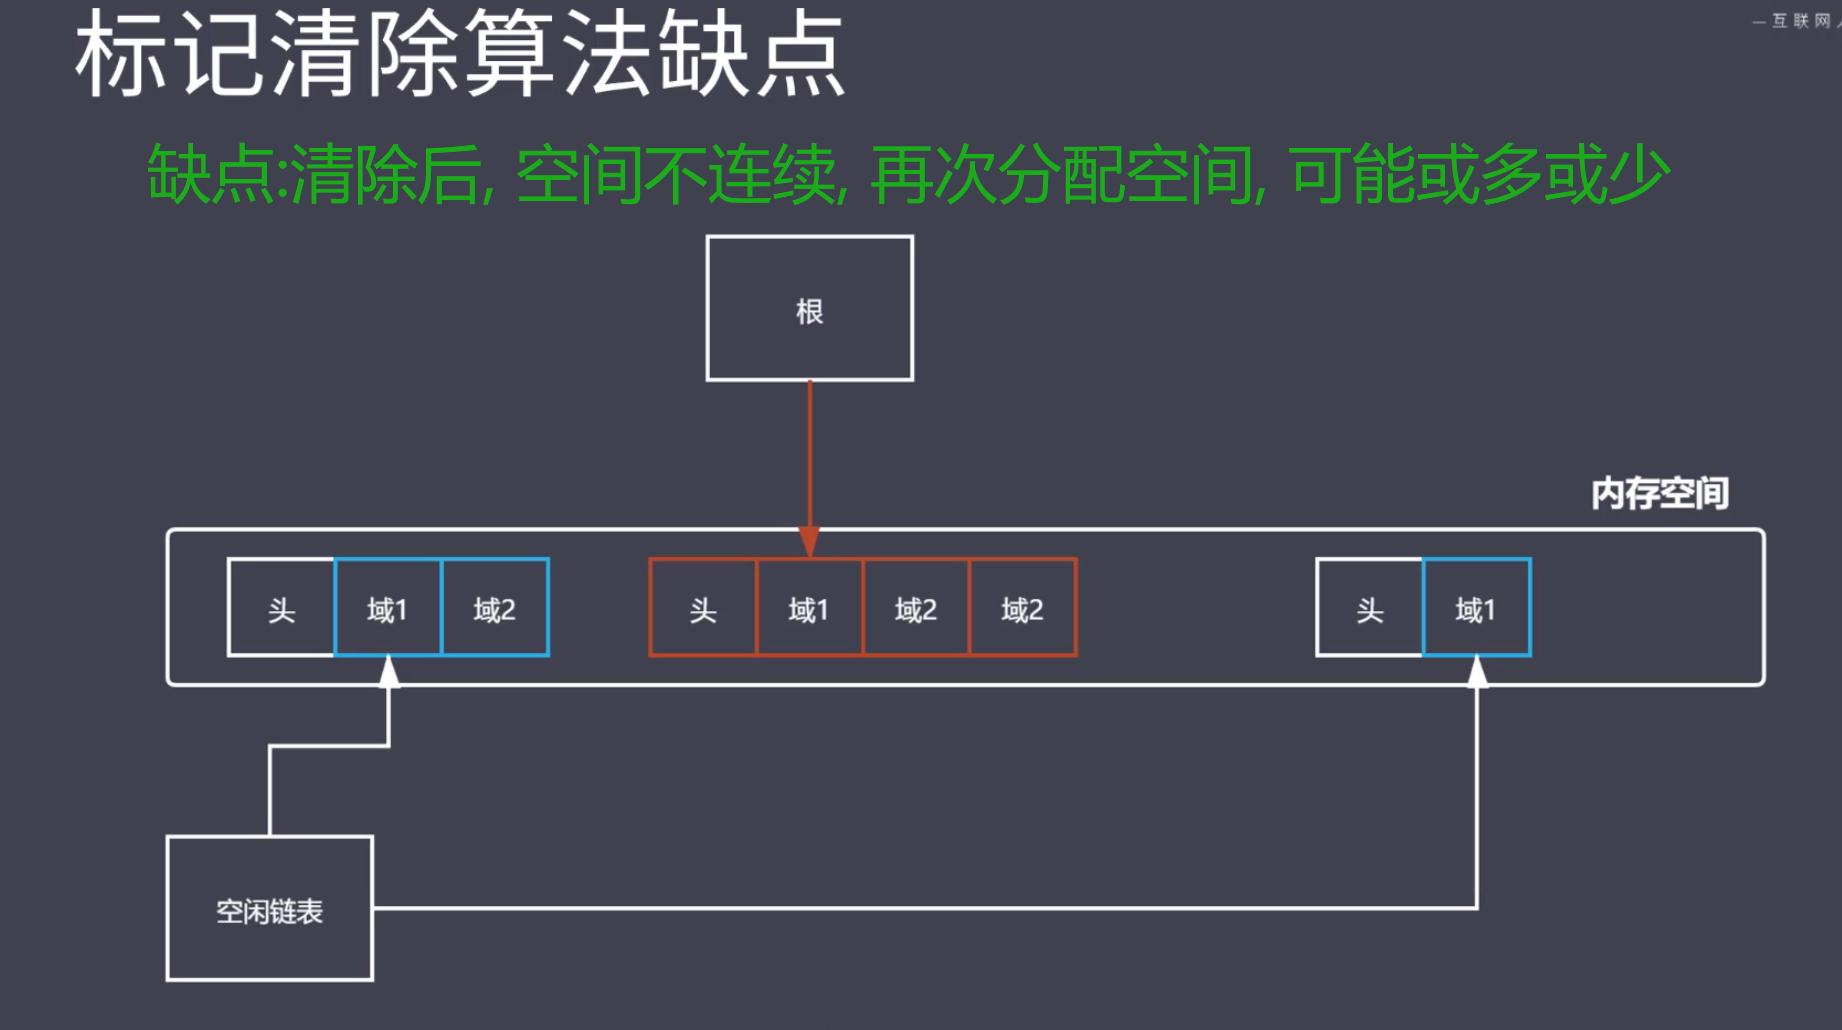 标记清除算法缺点
— 互联网人
缺点:清除后, 空间不连续, 再次分配空间, 可能或多或少
根
内存空间
头 域1 域2 头 域1 域2 域2 头 域1
空闲链表